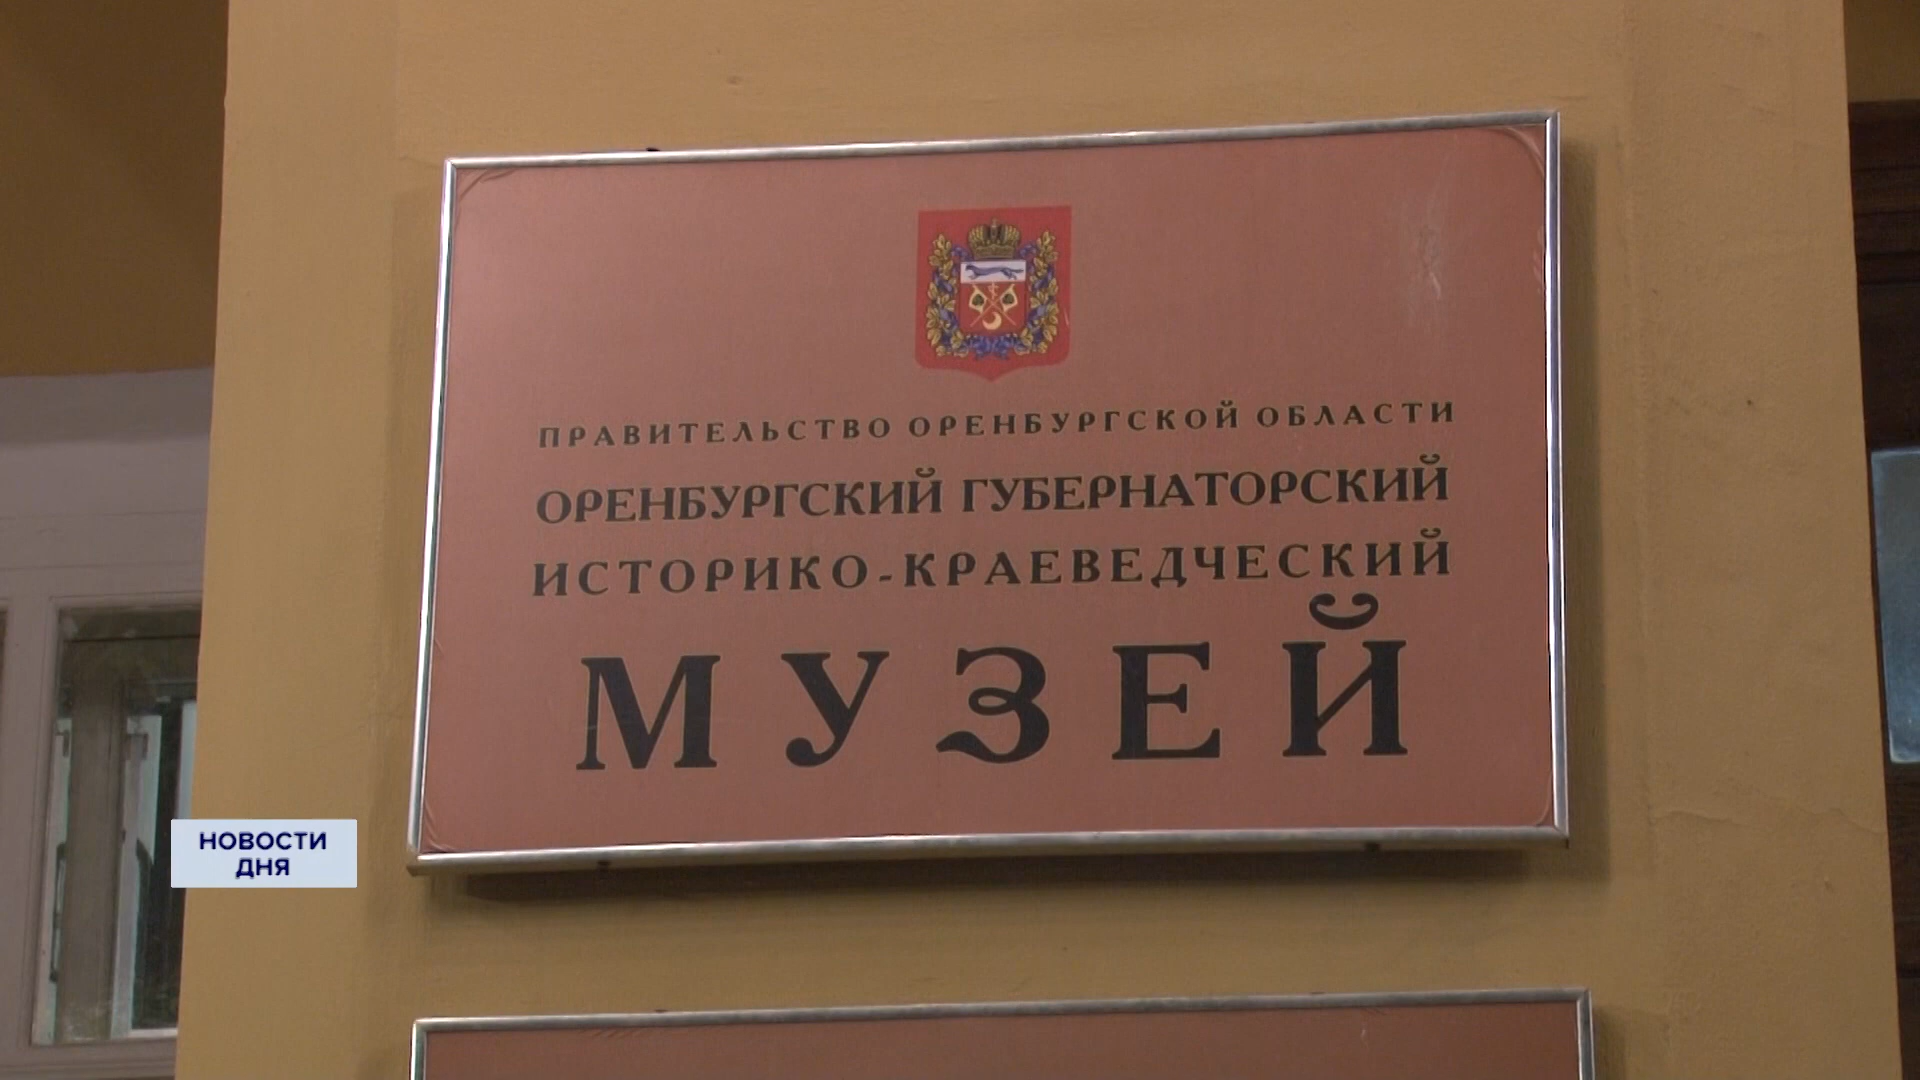 ПРАВИТЕЛЬСТВО ОРЕНБУРГСКОЙ ОБЛАСТИ
ОРЕНБУРГСКИЙ ГУБЕРНАТОРСКИЙ
ИСТОРИКО-КРАЕВЕДЧЕСКИЙ
МУЗЕЙ
НОВОСТИ
ДНЯ